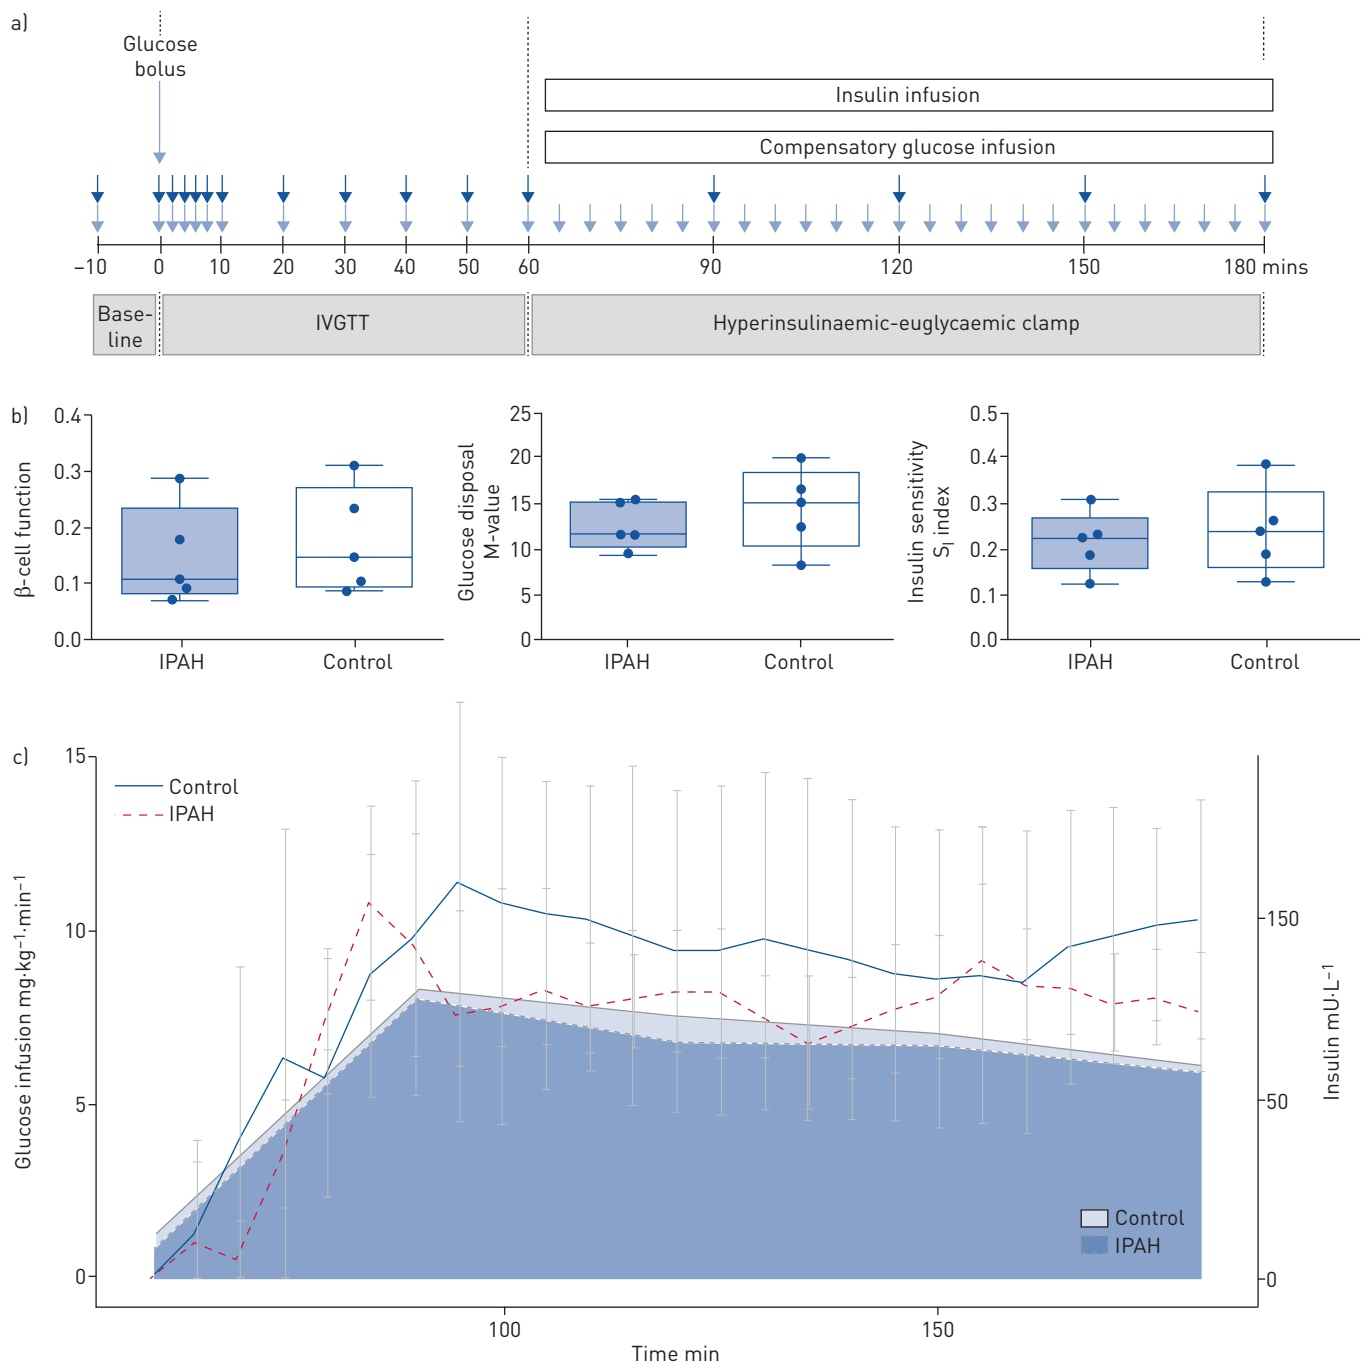 a)
Glucose
bolus
Insulin infusion
Compensatory glucose infusion
–10 0 10 20 30 40 50 60 90 120 150 180 mins
Base-
line
IVGTT
Hyperinsulinaemic-euglycaemic clamp
b)
β-cell function
0.4
0.3
0.2
0.1
0.0
IPAH Control
Glucose disposal
M-value
25
20
15
10
5
0
IPAH Control
Insulin sensitivity
SI index
0.5
0.4
0.3
0.2
0.1
0.0
IPAH Control
c)
Glucose infusion mg·kg–1·min–1
15
10
5
0
Control
IPAH
150
50
0
Insulin mU·L–1
Control
IPAH
100 150
Time min